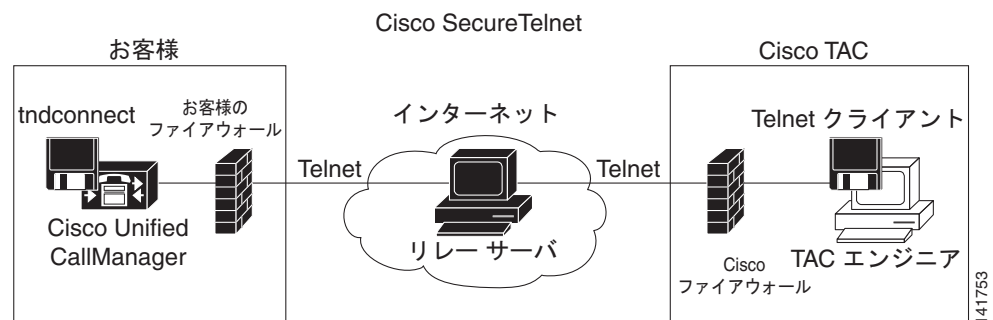 Cisco SecureTelnet
お客様
Cisco TAC
tndconnect
お客様の
ファイアウォール
インターネット
Telnet クライアント
Telnet
Telnet
Cisco Unified
CallManager
リレー サーバ
Cisco
ファイアウォール
TAC エンジニア
141753